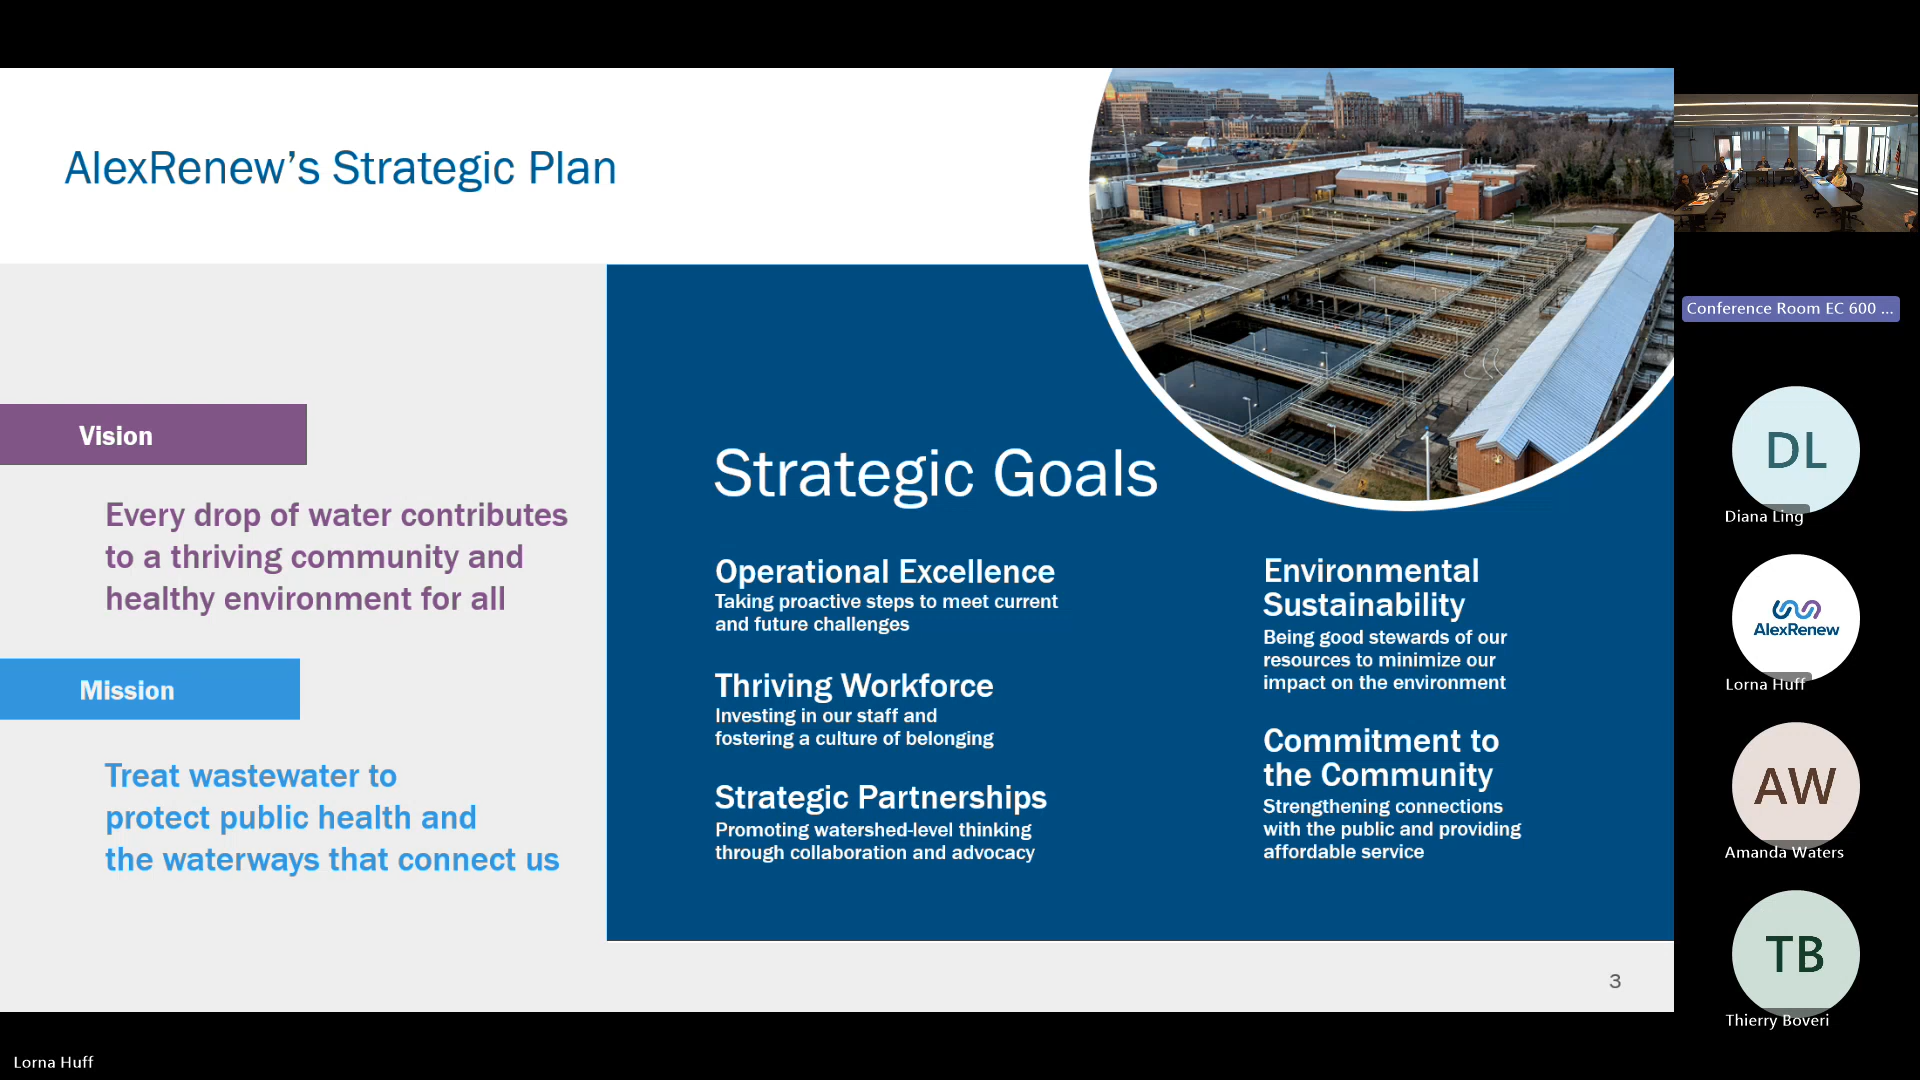 AlexRenew's Strategic Plan
Vision
Every drop of water contributes
to a thriving community and
healthy environment for all
Mission
Treat wastewater to
protect public health and
the waterways that connect us
Strategic Goals
Operational Excellence
Taking proactive steps to meet current
and future challenges
Thriving Workforce
Investing in our staff and
fostering a culture of belonging
Strategic Partnerships
Promoting watershed-level thinking
through collaboration and advocacy
Environmental
Sustainability
Being good stewards of our
resources to minimize our
impact on the environment
Commitment to
the Community
Strengthening connections
with the public and providing
affordable service
3
Conference Room EC 600 ...
DL
Diana Ling
AlexRenew
Lorna Huff
AW
Amanda Waters
TB
Thierry Boveri
Lorna Huff